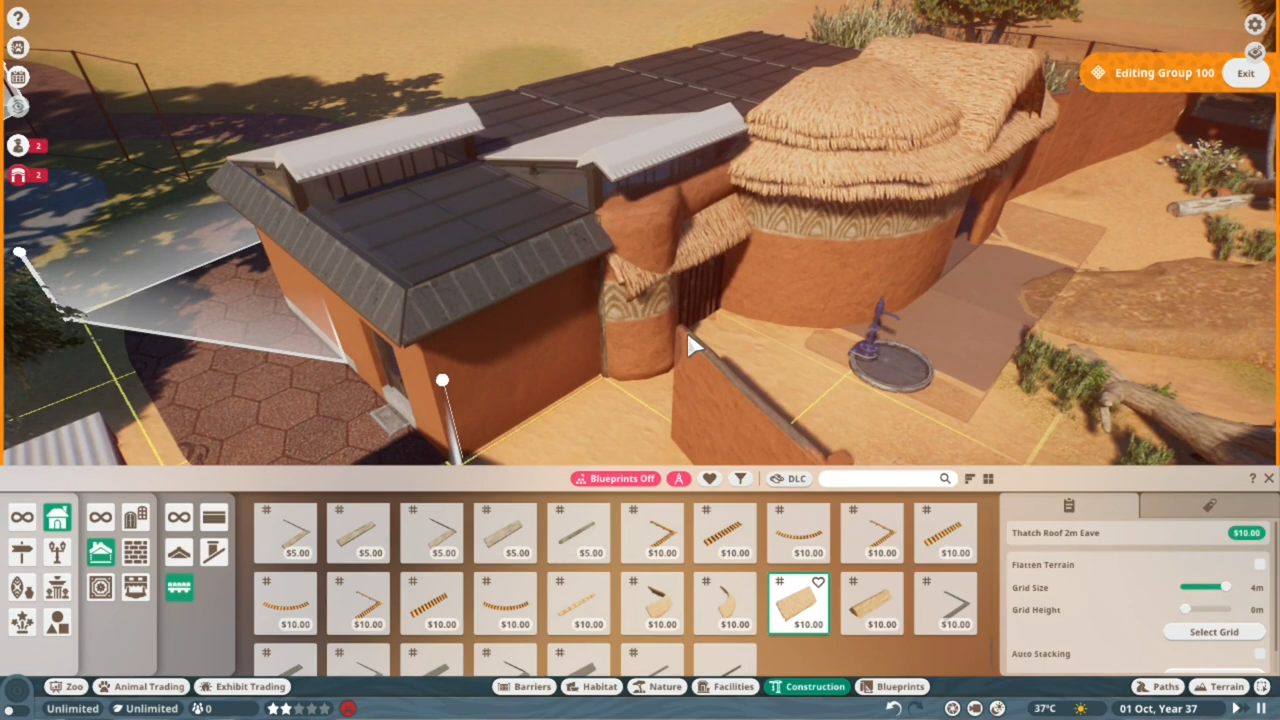 ?
Editing Group 100
Exit
2
2
Blueprints Off
DLC
? ×
$5.00 $5.00 $5.00 $5.00 $5.00 $10.00 $10.00 $10.00 $10.00 $10.00
$10.00 $10.00 $10.00 $10.00 $10.00 $10.00 $10.00 $10.00 $10.00 $10.00
Thatch Roof 2m Eave $10.00
Flatten Terrain
Grid Size 4m
Grid Height 0m
Select Grid
Auto Stacking
Zoo Animal Trading Exhibit Trading Barriers Habitat Nature Facilities Construction Blueprints Paths Terrain
Unlimited Unlimited 0 37°C 01 Oct, Year 37